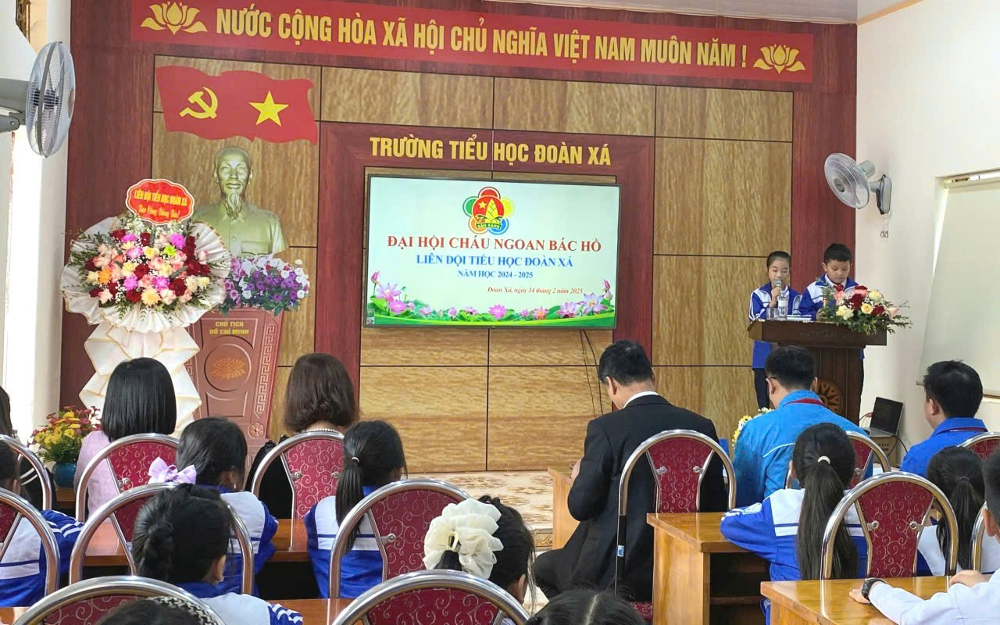 NƯỚC CỘNG HÒA XÃ HỘI CHỦ NGHĨA VIỆT NAM MUÔN NĂM !
TRƯỜNG TIỂU HỌC ĐOÀN XÁ
LIÊN ĐỘI TIỂU HỌC ĐOÀN XÁ
SẴN SÀNG
ĐẠI HỘI CHÁU NGOAN BÁC HỒ
LIÊN ĐỘI TIỂU HỌC ĐOÀN XÁ
NĂM HỌC 2024 - 2025
Đoàn Xá, ngày 14 tháng 2 năm 2025
CHỦ TỊCH
HỒ CHÍ MINH